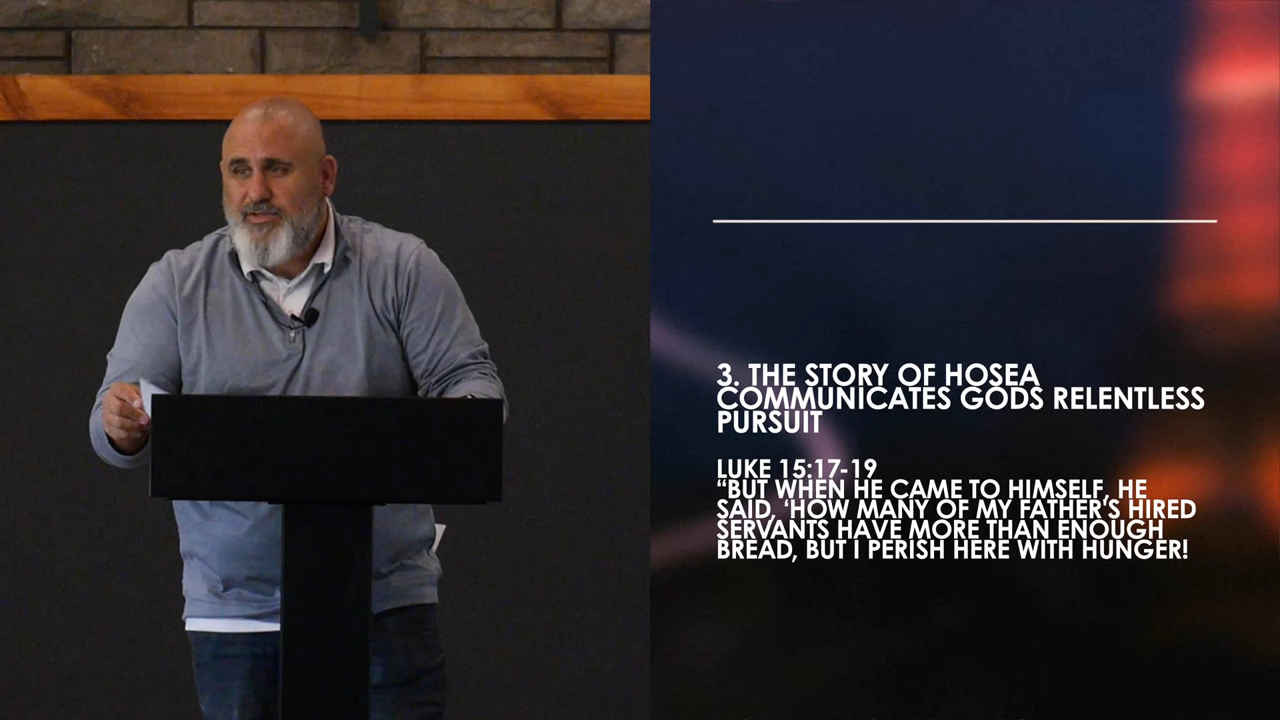 3. THE STORY OF HOSEA
COMMUNICATES GODS RELENTLESS
PURSUIT
LUKE 15:17-19
“BUT WHEN HE CAME TO HIMSELF, HE
SAID, ‘HOW MANY OF MY FATHER’S HIRED
SERVANTS HAVE MORE THAN ENOUGH
BREAD, BUT I PERISH HERE WITH HUNGER!